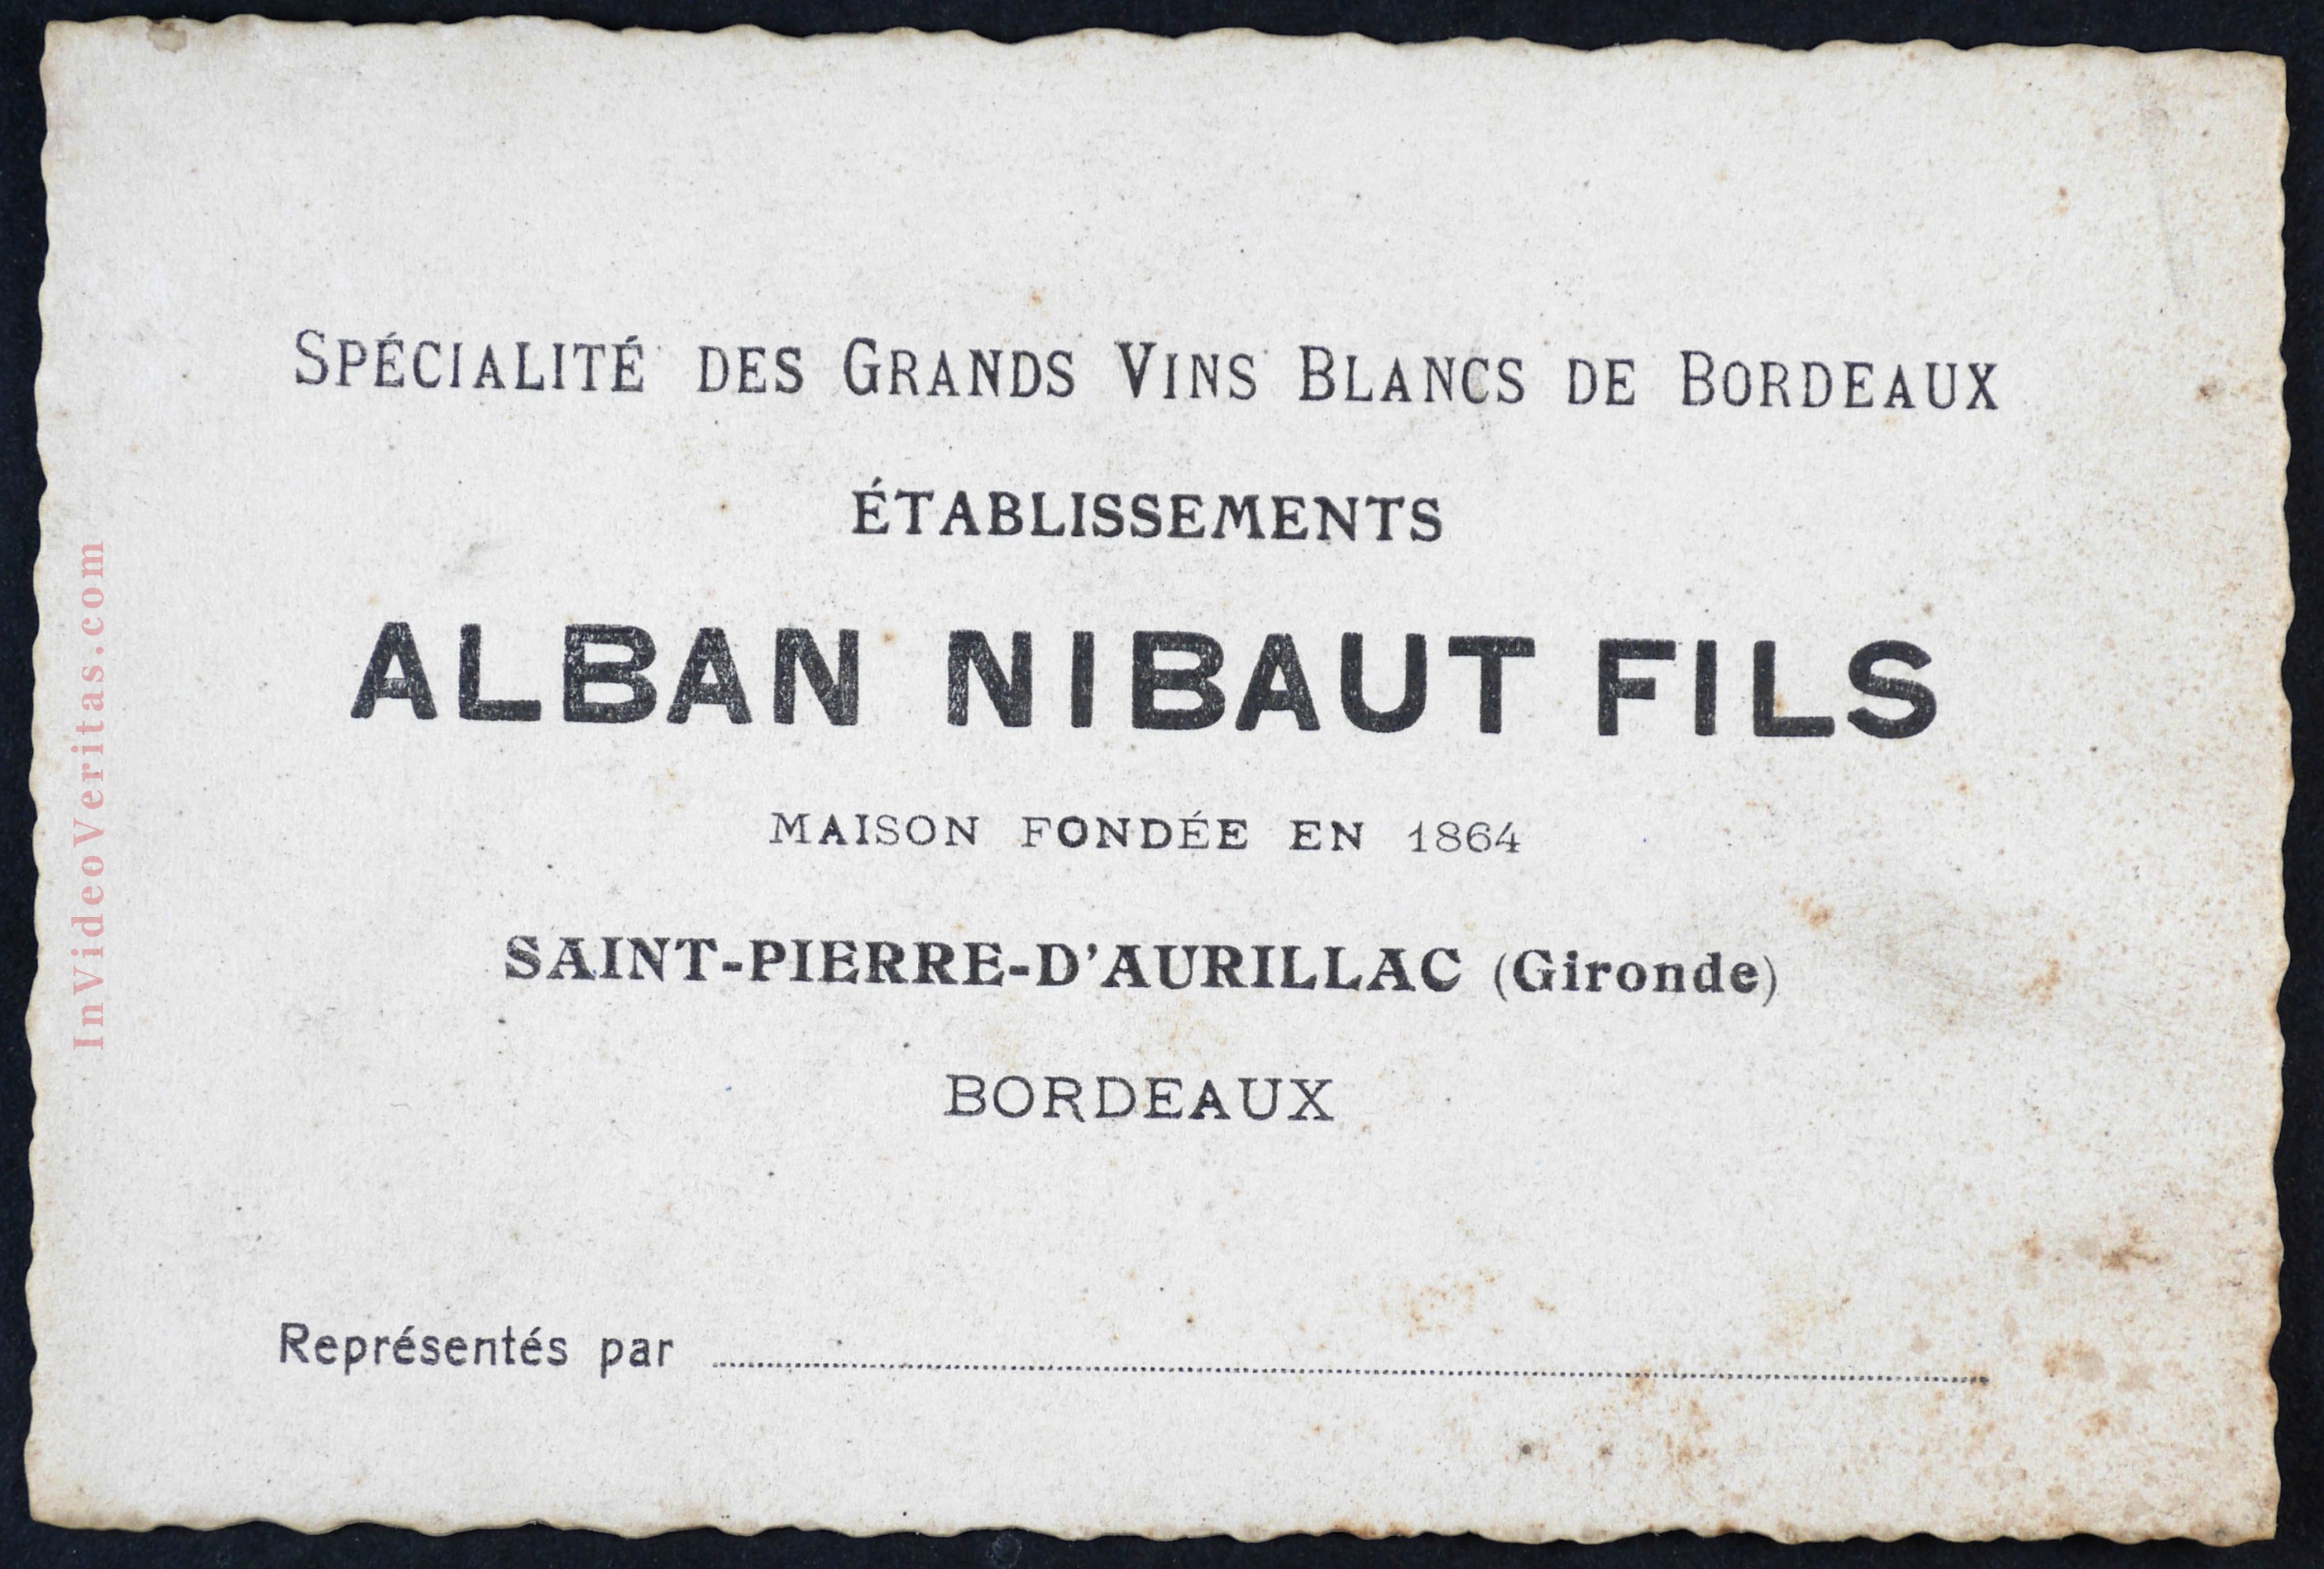 SPÉCIALITÉ DES GRANDS VINS BLANCS DE BORDEAUX
ÉTABLISSEMENTS
ALBAN NIBAUT FILS
MAISON FONDÉE EN 1864
SAINT-PIERRE-D'AURILLAC (Gironde)
BORDEAUX
Représentés par
InVideoVeritas.com